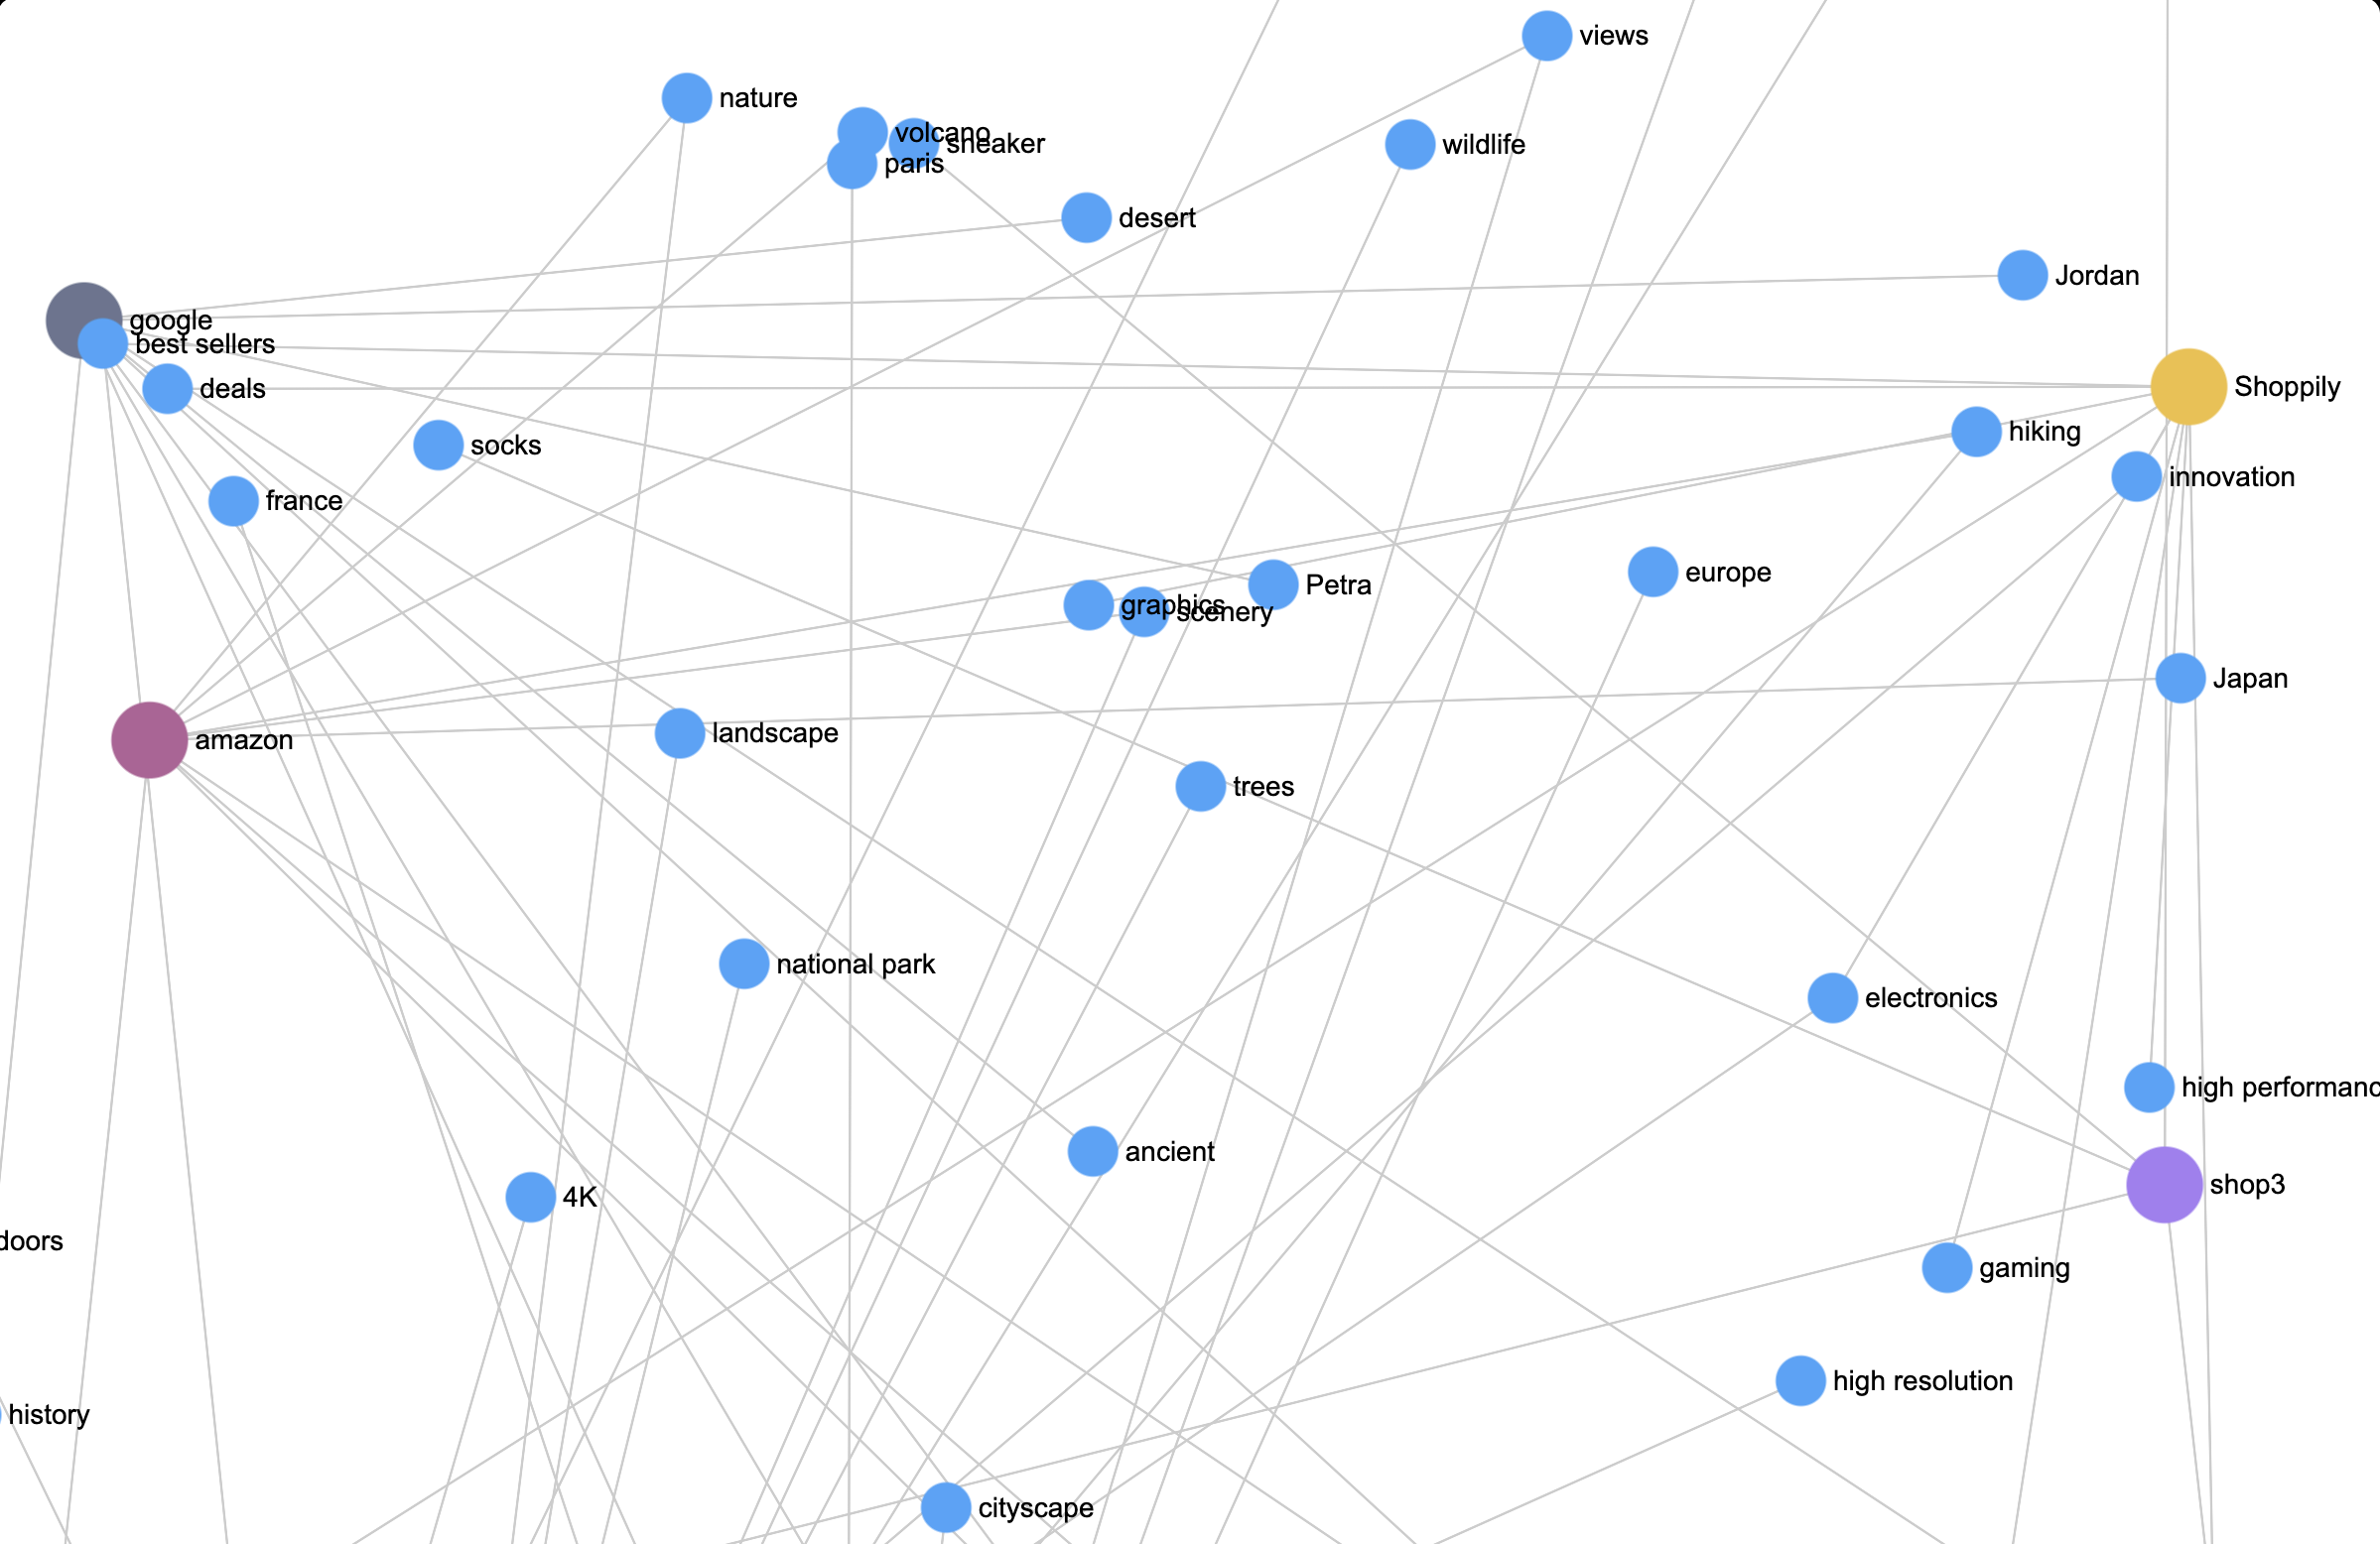 views
nature
volcano
sneaker
wildlife
paris
desert
Jordan
google
best sellers
deals
Shoppily
hiking
socks
innovation
france
europe
Petra
graphics
scenery
Japan
landscape
amazon
trees
national park
electronics
high performanc
ancient
shop3
4K
doors
gaming
high resolution
history
cityscape